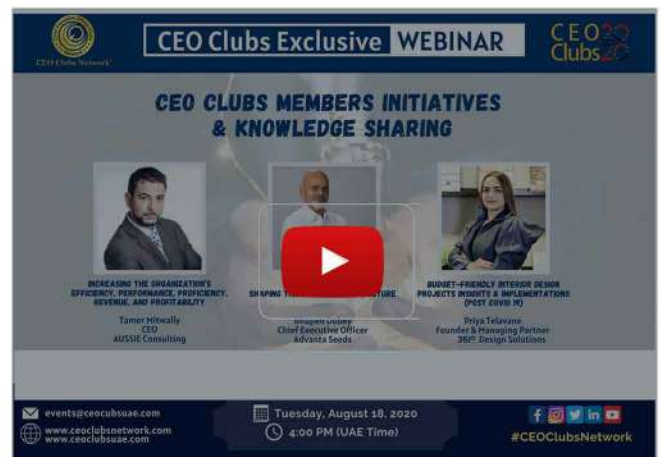 CEO Clubs Network
CEO Clubs Exclusive WEBINAR
CEO2020
Clubs
CEO CLUBS MEMBERS INITIATIVES
& KNOWLEDGE SHARING
INCREASING THE ORGANIZATION'S
EFFICIENCY, PERFORMANCE, PROFICIENCY,
REVENUE, AND PROFITABILITY
Tamer Mitwally
CEO
AUSSIE Consulting
SHAPING
Dubey
Chief Executive Officer
Advanta Seeds
BUDGET-FRIENDLY INTERIOR DESIGN
PROJECTS INSIGHTS & IMPLEMENTATIONS
(POST COVID 19)
Priya Telavane
Founder & Managing Partner
Design Solutions
events@ceocubsuae.com
www.ceoclubsnetwork.com
www.ceoclubsuae.com
Tuesday, August 18, 2020
4:00 PM (UAE Time)
#CEOClubsNetwork